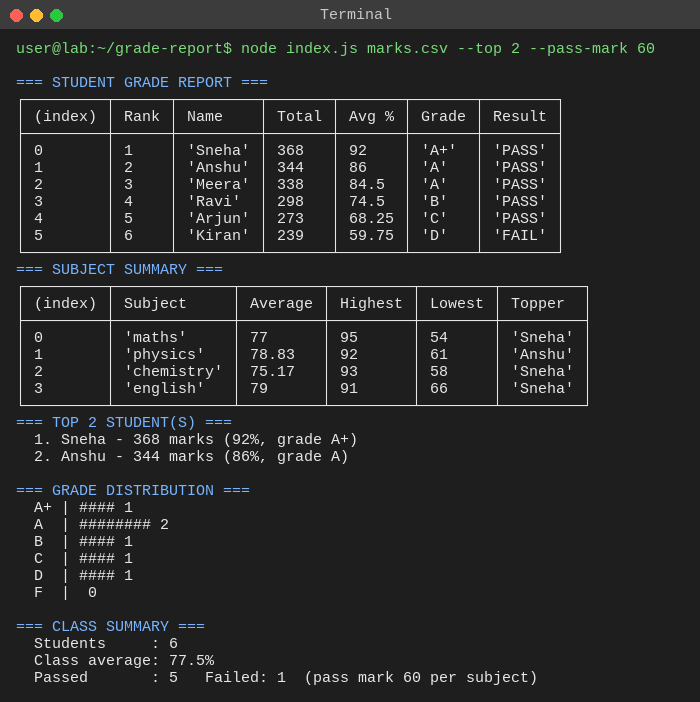 Terminal
user@lab:~/grade-report$ node index.js marks.csv --top 2 --pass-mark 60
=== STUDENT GRADE REPORT ===
(index) Rank Name Total Avg % Grade Result
0 1 'Sneha' 368 92 'A+' 'PASS'
1 2 'Anshu' 344 86 'A' 'PASS'
2 3 'Meera' 338 84.5 'A' 'PASS'
3 4 'Ravi' 298 74.5 'B' 'PASS'
4 5 'Arjun' 273 68.25 'C' 'PASS'
5 6 'Kiran' 239 59.75 'D' 'FAIL'
=== SUBJECT SUMMARY ===
(index) Subject Average Highest Lowest Topper
0 'maths' 77 95 54 'Sneha'
1 'physics' 78.83 92 61 'Anshu'
2 'chemistry' 75.17 93 58 'Sneha'
3 'english' 79 91 66 'Sneha'
=== TOP 2 STUDENT(S) ===
1. Sneha - 368 marks (92%, grade A+)
2. Anshu - 344 marks (86%, grade A)
=== GRADE DISTRIBUTION ===
A+ | #### 1
A | ######## 2
B | #### 1
C | #### 1
D | #### 1
F | 0
=== CLASS SUMMARY ===
Students : 6
Class average: 77.5%
Passed : 5 Failed: 1 (pass mark 60 per subject)